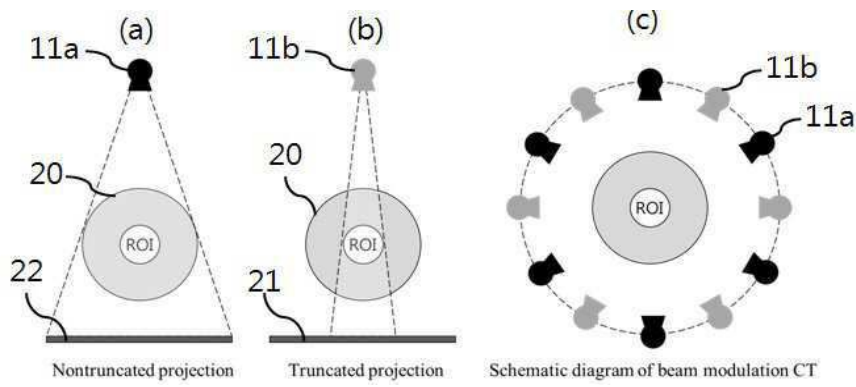 (a)
11a
20
ROI
22
Nontruncated projection
(b)
11b
20
ROI
21
Truncated projection
(c)
11b
11a
ROI
Schematic diagram of beam modulation CT